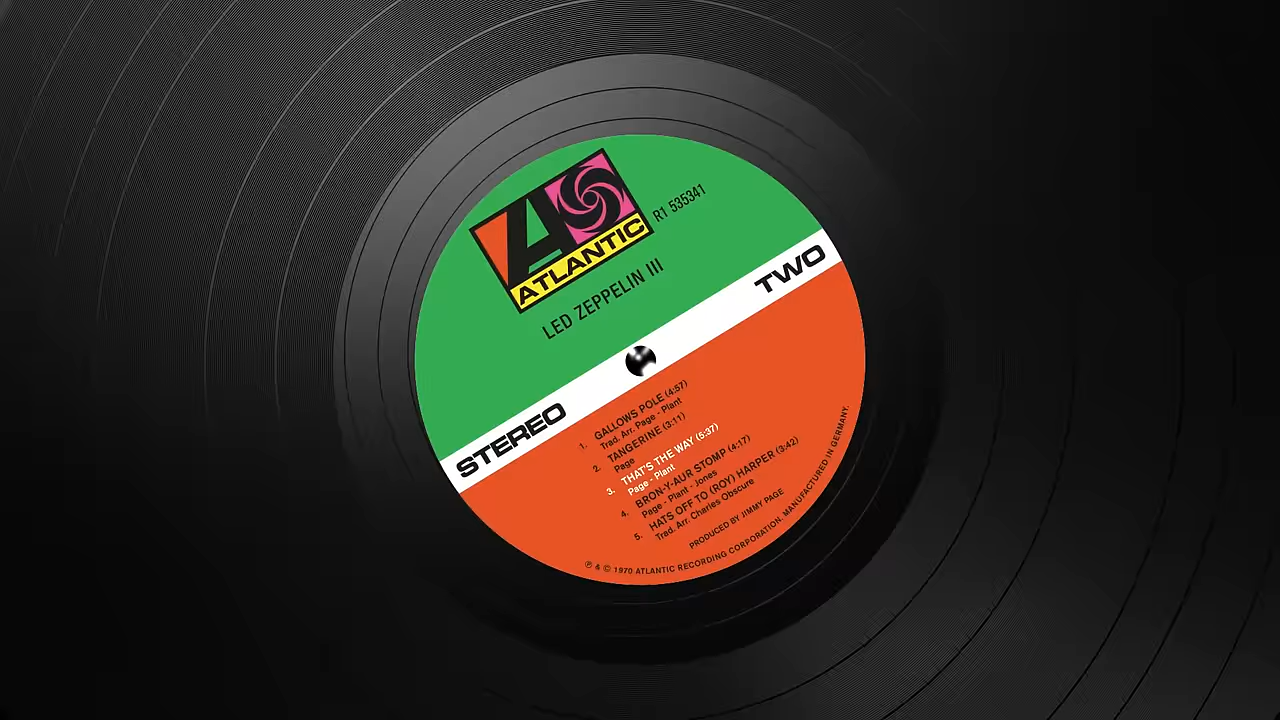 ATLANTIC
R1 535341
LED ZEPPELIN III
STEREO
TWO
1. GALLOWS POLE (4:57)
Trad. Arr. Page - Plant
2. TANGERINE (3:11)
Page
3. THAT'S THE WAY (5:37)
Page - Plant
4. BRON-Y-AUR STOMP (4:17)
Page - Plant - Jones
5. HATS OFF TO (ROY) HARPER (3:42)
Trad. Arr. Charles Obscure
PRODUCED BY JIMMY PAGE
℗ & © 1970 ATLANTIC RECORDING CORPORATION. MANUFACTURED IN GERMANY.